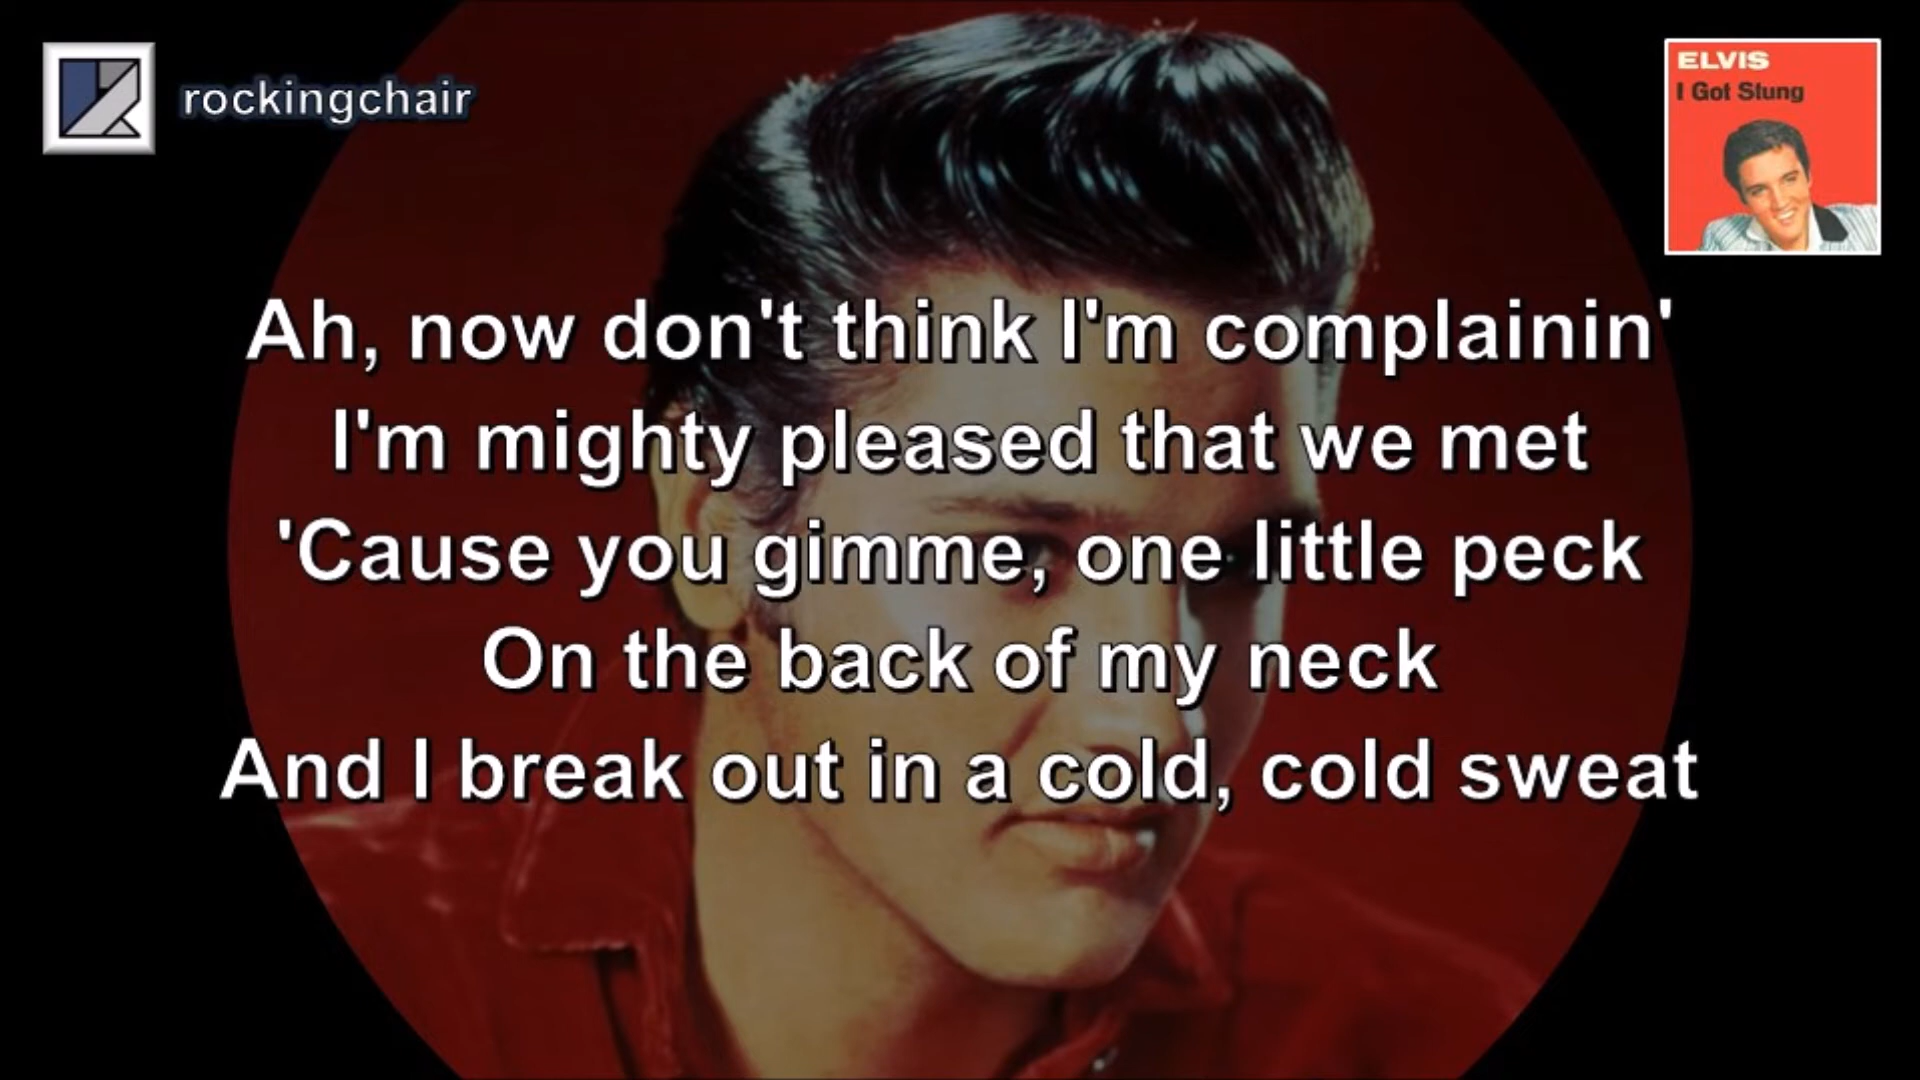 rockingchair
ELVIS
I Got Stung
Ah, now don't think I'm complainin'
I'm mighty pleased that we met
'Cause you gimme, one little peck
On the back of my neck
And I break out in a cold, cold sweat